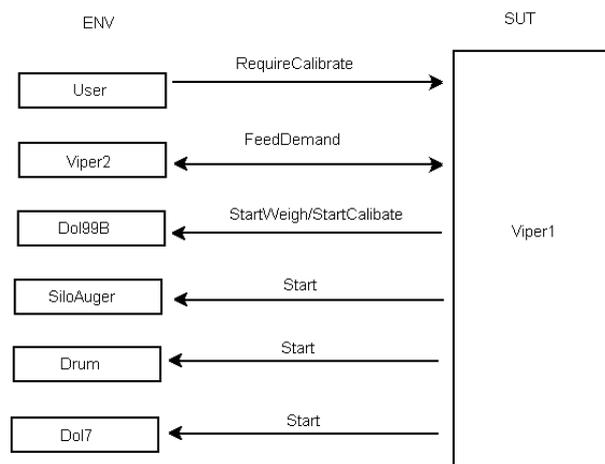 ENV
SUT
RequireCalibrate
User
FeedDemand
Viper2
StartWeigh/StartCalibate
Dol99B
Viper1
Start
SiloAuger
Start
Drum
Start
Dol7